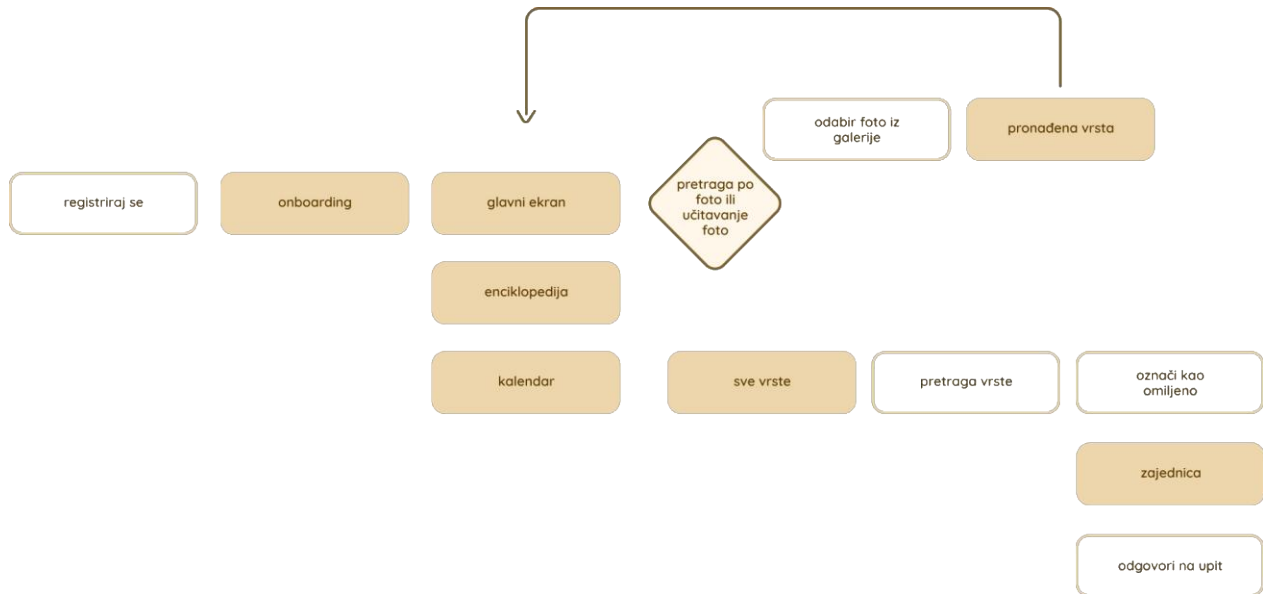 odabir foto iz
galerije
pronađena vrsta
registriraj se
onboarding
glavni ekran
pretraga po
foto ili
učitavanje
foto
enciklopedija
kalendar
sve vrste
pretraga vrste
označi kao
omiljeno
zajednica
odgovori na upit